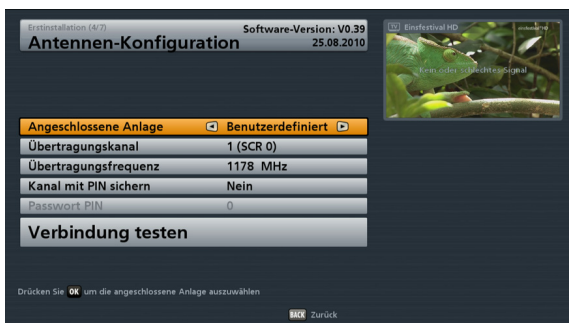 Erstinstallation (4/7)
Software-Version: V0.39
Antennen-Konfiguration
25.08.2010
TV Einsfestival HD
Kein oder schlechtes Signal
Angeschlossene Anlage Benutzerdefiniert
Übertragungskanal 1 (SCR 0)
Übertragungsfrequenz 1178 MHz
Kanal mit PIN sichern Nein
Passwort PIN 0
Verbindung testen
Drücken Sie OK um die angeschlossene Anlage auszuwählen
BACK Zurück